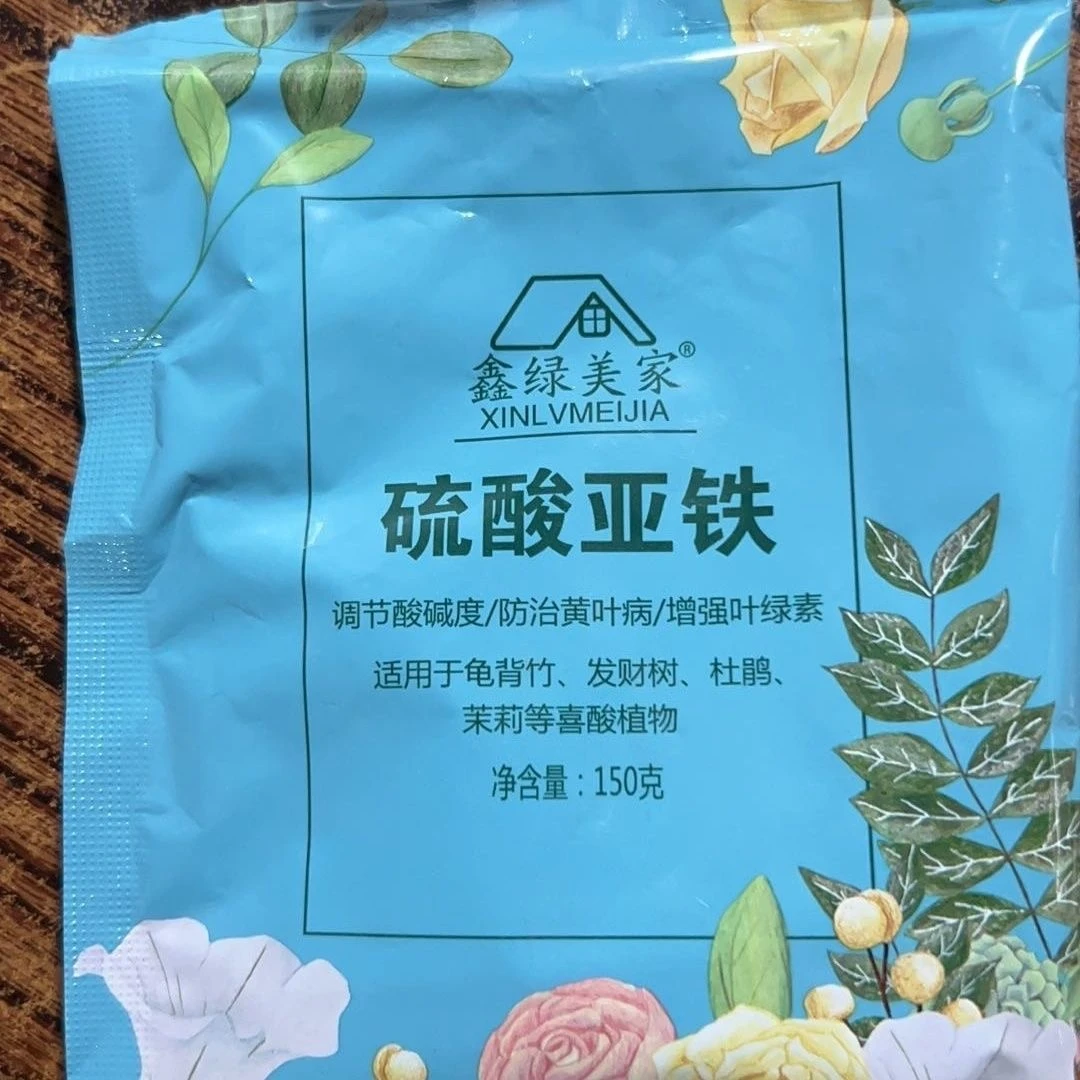 鑫绿美家®
XINLVMEIJIA
硫酸亚铁
调节酸碱度/防治黄叶病/增强叶绿素
适用于龟背竹、发财树、杜鹃、
茉莉等喜酸植物
净含量：150克